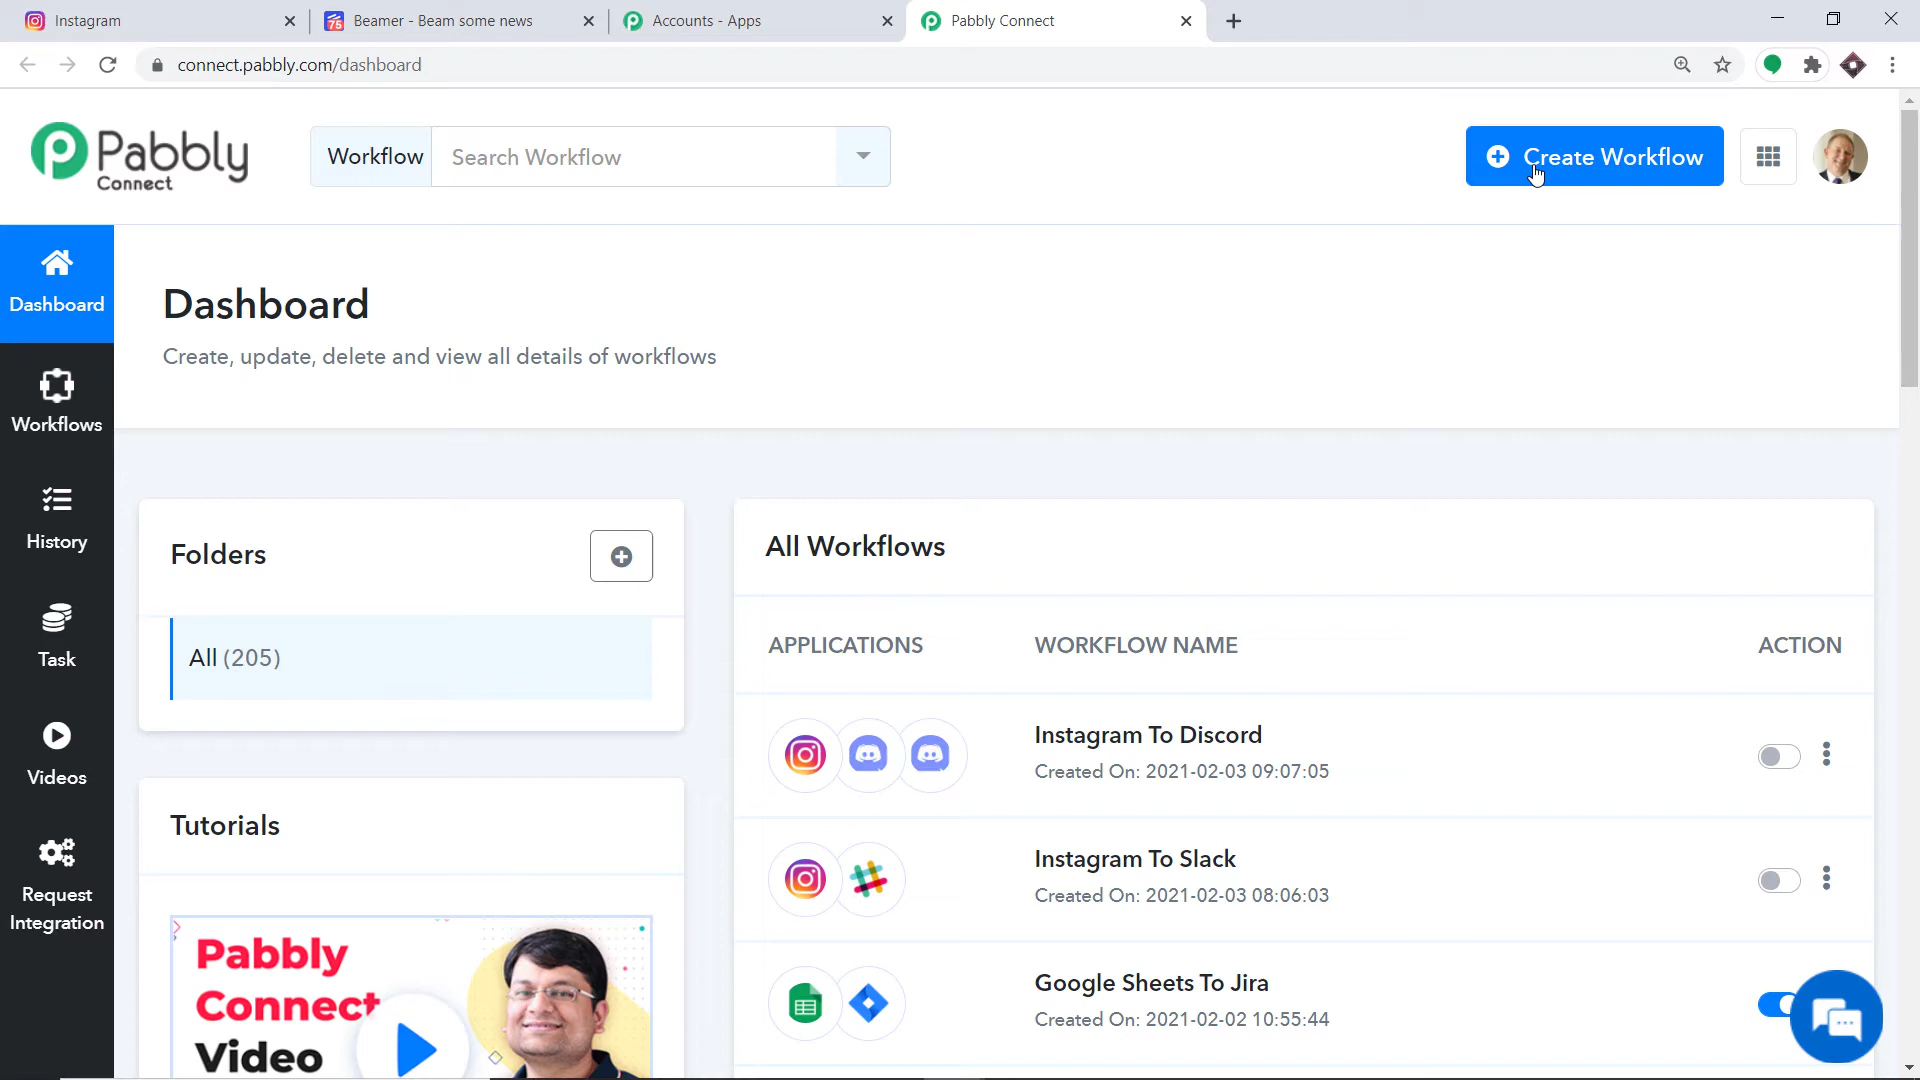 Instagram
75
Beamer - Beam some news
Accounts - Apps
Pabbly Connect
connect.pabbly.com/dashboard
Pabbly
Connect
Workflow
Search Workflow
Create Workflow
Dashboard
Workflows
History
Task
Videos
Request
Integration
Dashboard
Create, update, delete and view all details of workflows
Folders
All (205)
Tutorials
Pabbly
Connect
Video
All Workflows
APPLICATIONS
WORKFLOW NAME
ACTION
Instagram To Discord
Created On: 2021-02-03 09:07:05
Instagram To Slack
Created On: 2021-02-03 08:06:03
Google Sheets To Jira
Created On: 2021-02-02 10:55:44